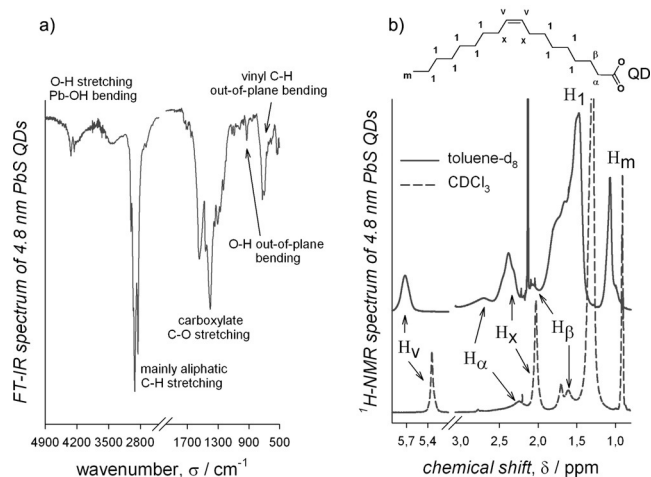 a)
FT-IR spectrum of 4.8 nm PbS QDs
O-H stretching
Pb-OH bending
vinyl C-H
out-of-plane bending
O-H out-of-plane
bending
carboxylate
C-O stretching
mainly aliphatic
C-H stretching
4900 4200 3500 2800 1700 1300 900 500
wavenumber, σ / cm⁻¹
b)
v v
1 1 1 x x 1 1 β O
m 1 1 1 1 1 α O QD
¹H-NMR spectrum of 4.8 nm PbS QDs
toluene-d₈
CDCl₃
H₁
Hₘ
Hᵥ
Hα
Hₓ
Hβ
5,7 5,4 3,0 2,5 2,0 1,5 1,0
chemical shift, δ / ppm